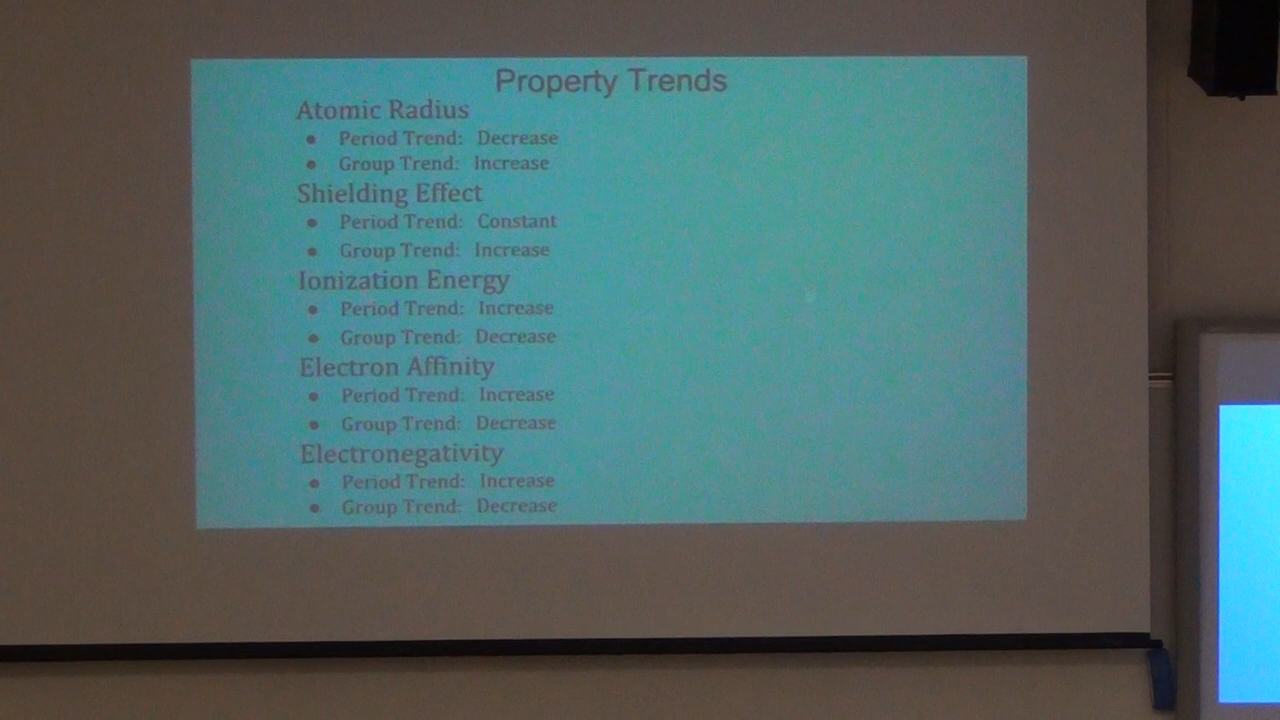 Property Trends
Atomic Radius
● Period Trend: Decrease
● Group Trend: Increase
Shielding Effect
● Period Trend: Constant
● Group Trend: Increase
Ionization Energy
● Period Trend: Increase
● Group Trend: Decrease
Electron Affinity
● Period Trend: Increase
● Group Trend: Decrease
Electronegativity
● Period Trend: Increase
● Group Trend: Decrease